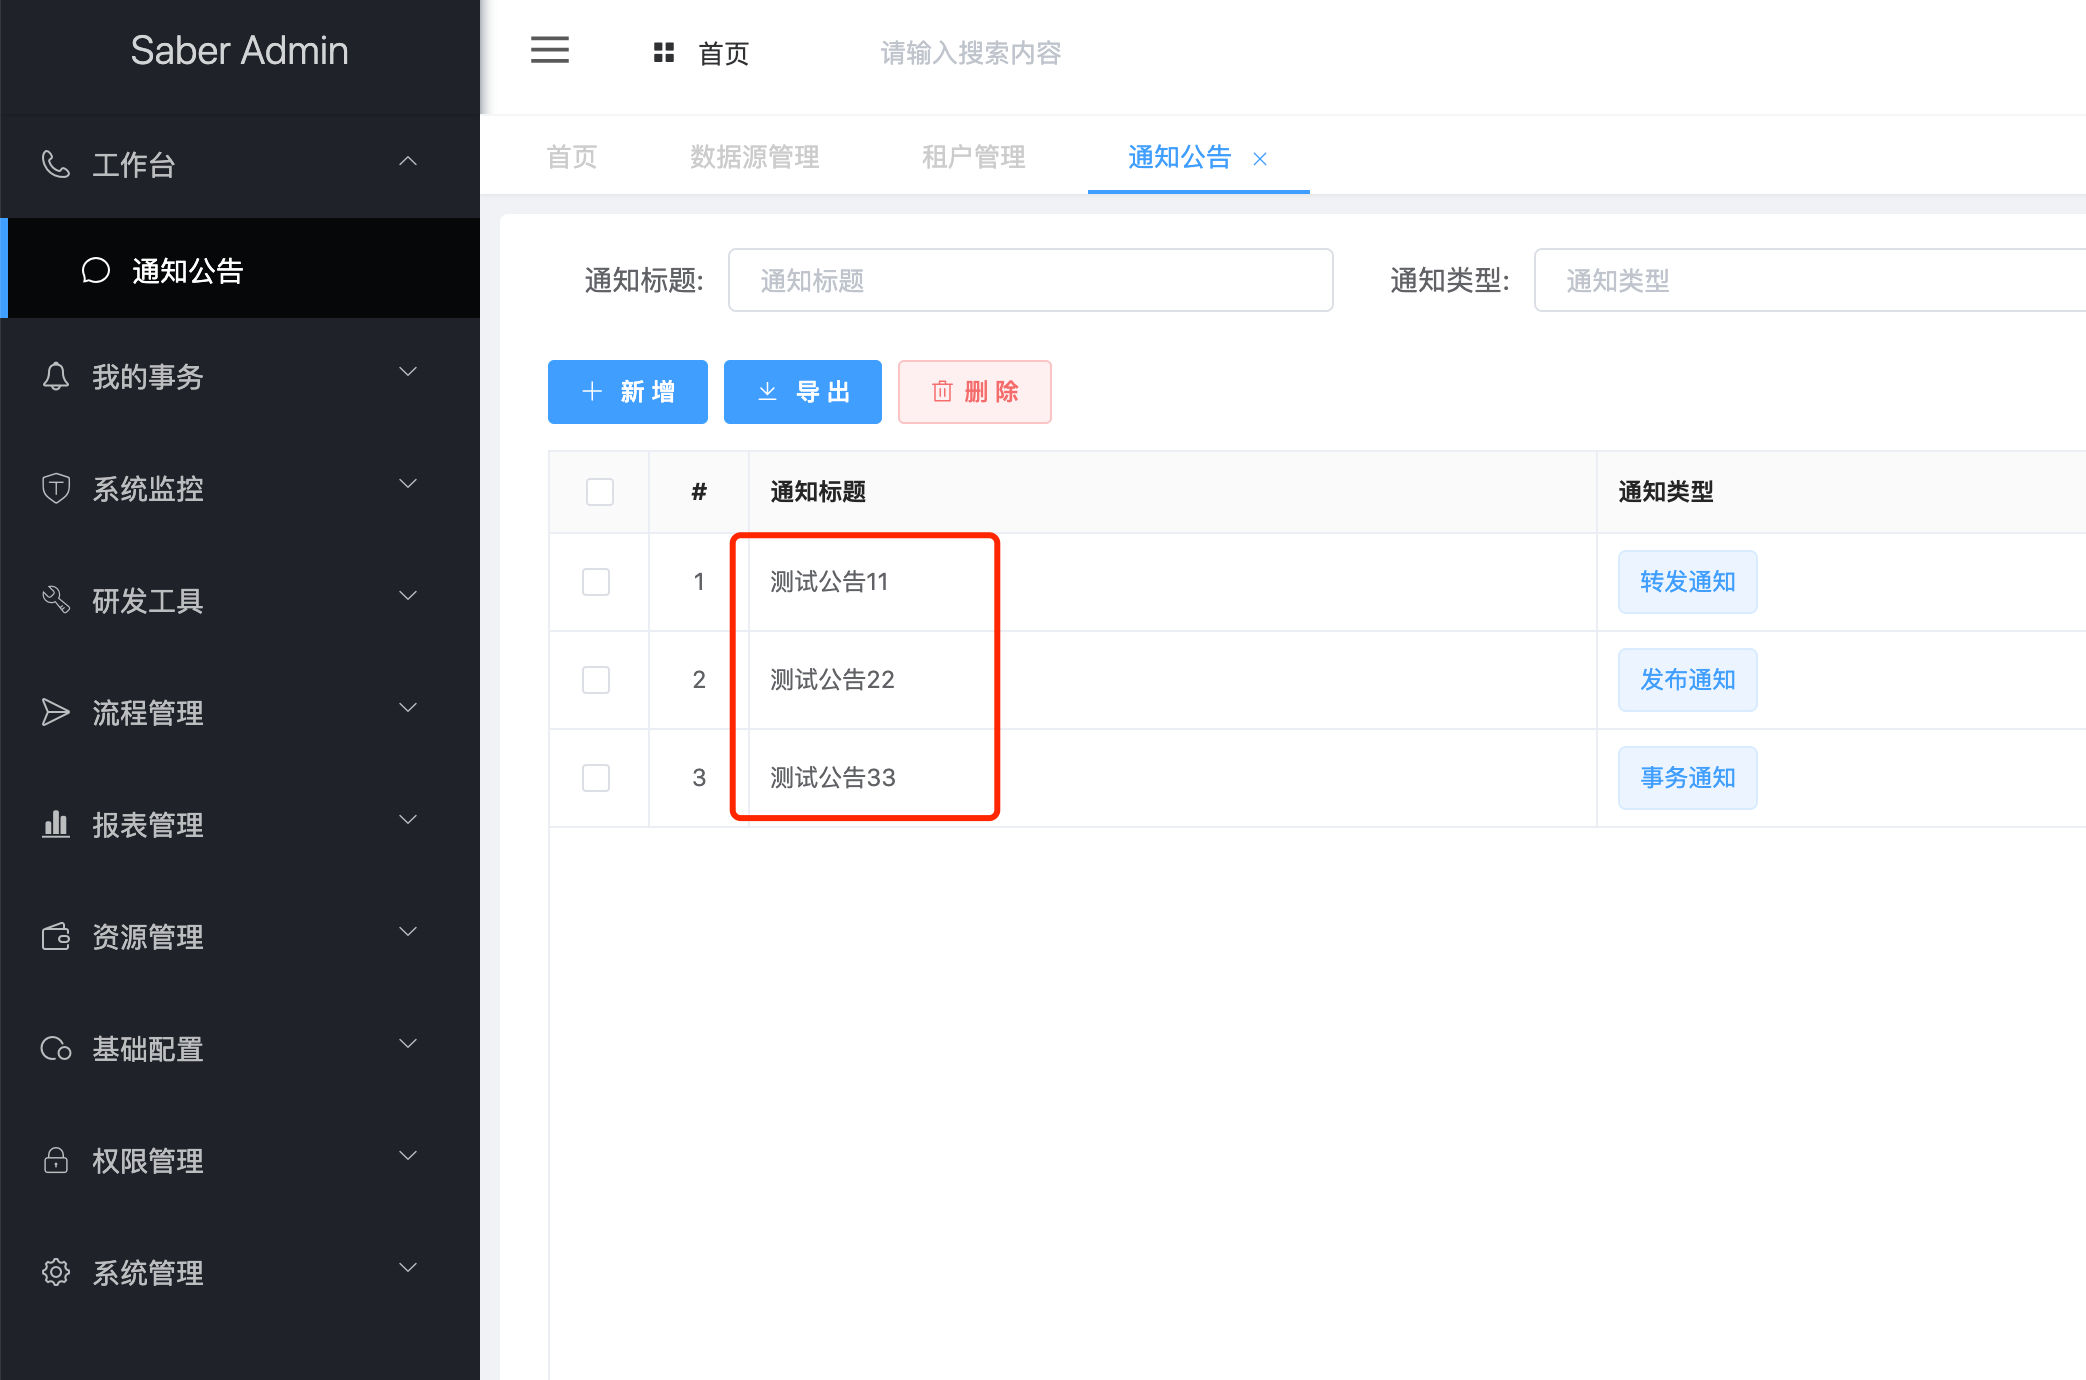 Saber Admin
首页
请输入搜索内容
工作台
通知公告
我的事务
系统监控
研发工具
流程管理
报表管理
资源管理
基础配置
权限管理
系统管理
首页 数据源管理 租户管理 通知公告
通知标题: 通知标题 通知类型: 通知类型
新 增 导 出 删 除
# 通知标题 通知类型
1 测试公告11 转发通知
2 测试公告22 发布通知
3 测试公告33 事务通知